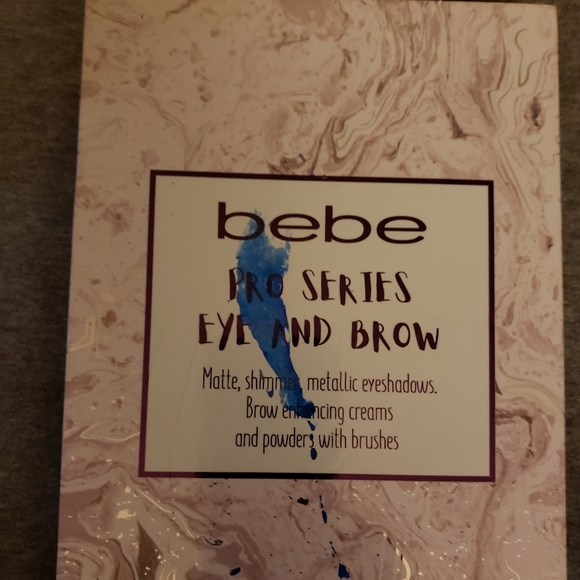 bebe
PRO SERIES
EYE AND BROW
Matte, shimmer, metallic eyeshadows.
Brow enhancing creams
and powders with brushes